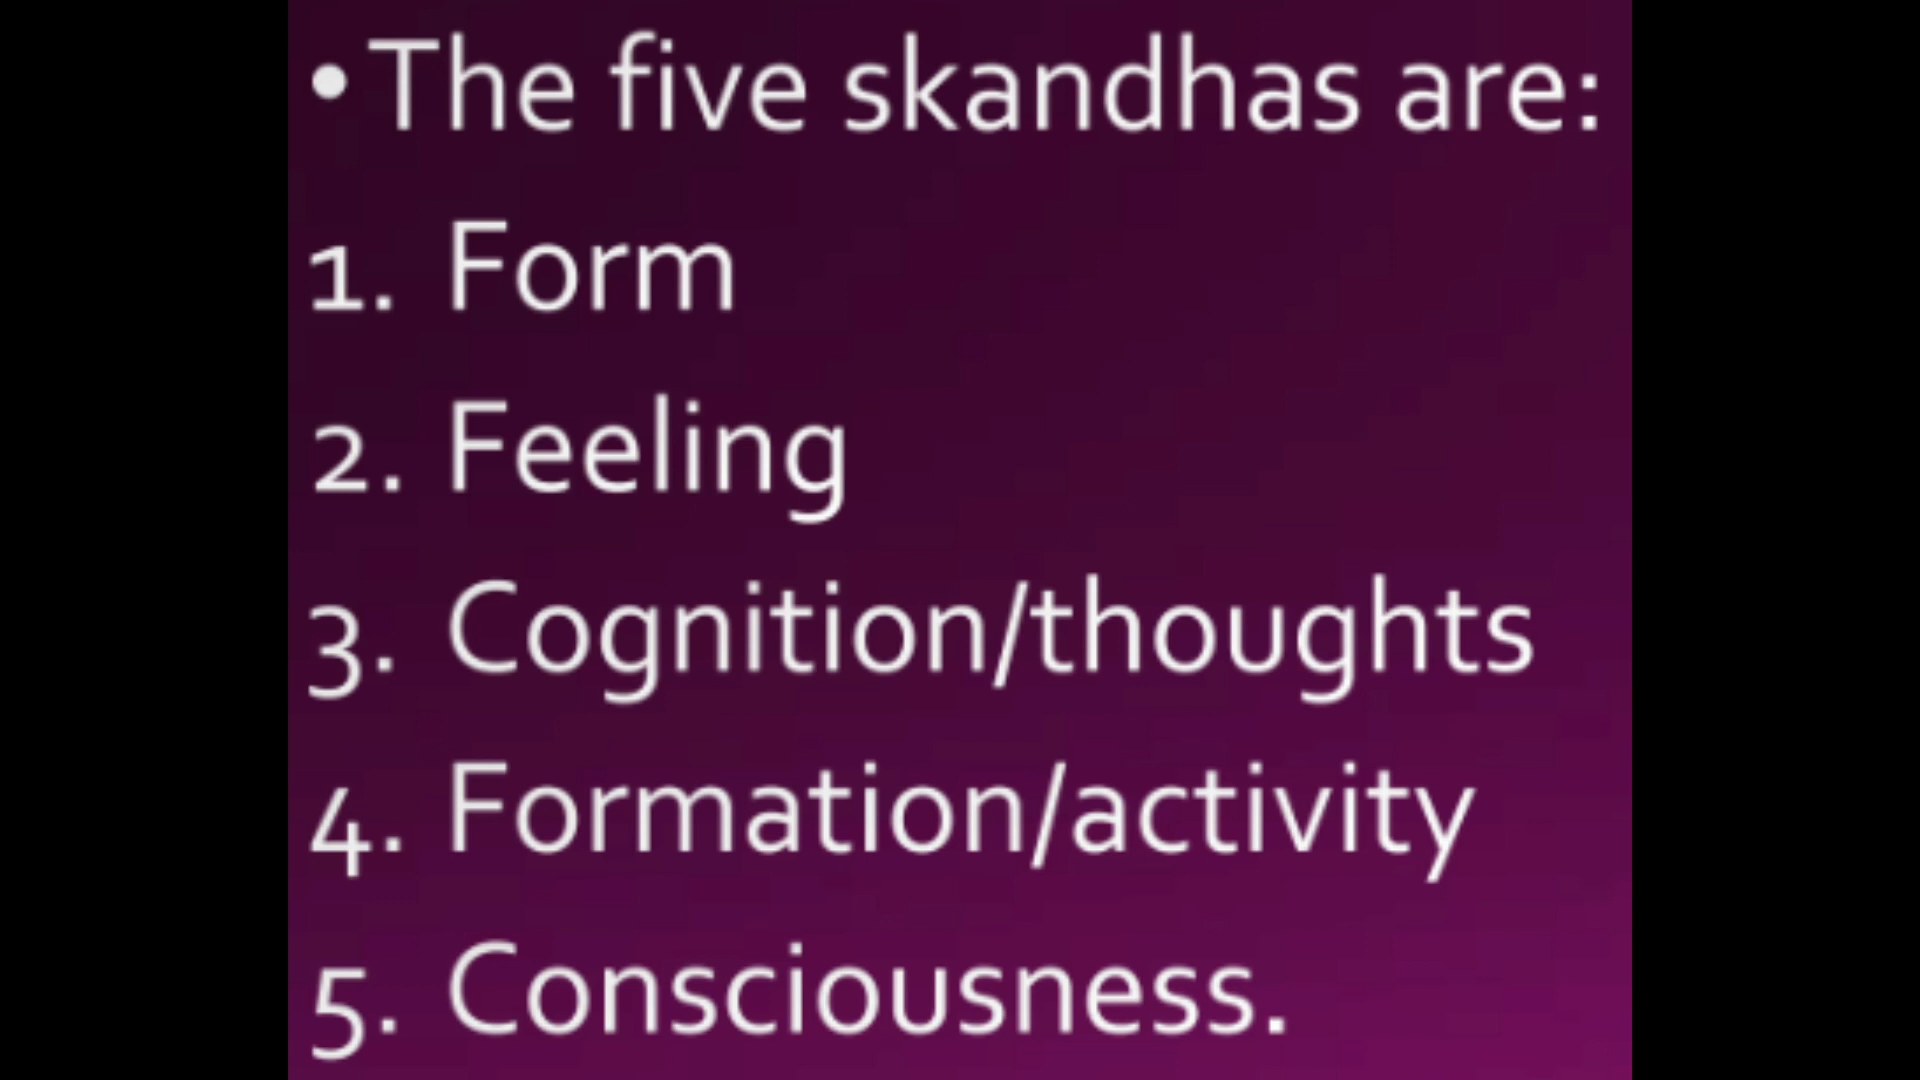 •The five skandhas are:
1. Form
2. Feeling
3. Cognition/thoughts
4. Formation/activity
5. Consciousness.